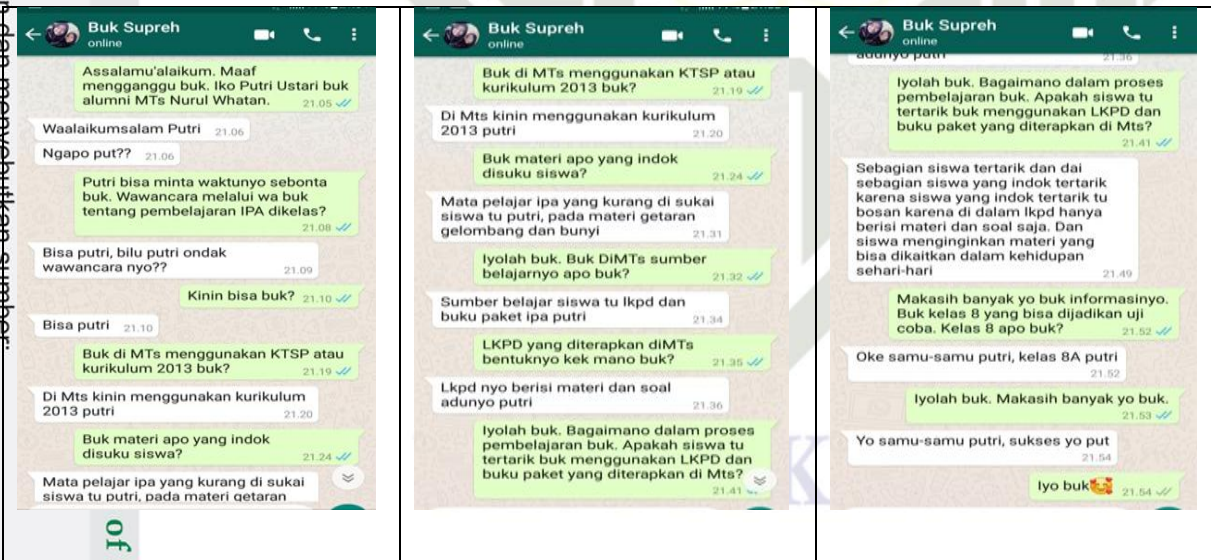 Buk Supreh
online
Assalamu'alaikum. Maaf
mengganggu buk. Iko Putri Ustari buk
alumni MTs Nurul Whatan. 21.05
Waalaikumsalam Putri 21.06
Ngapo put?? 21.06
Putri bisa minta waktunyo sebonta
buk. Wawancara melalui wa buk
tentang pembelajaran IPA dikelas?
21.08
Bisa putri, bilu putri ondak
wawancara nyo?? 21.09
Kinin bisa buk? 21.10
Bisa putri 21.10
Buk di MTs menggunakan KTSP atau
kurikulum 2013 buk? 21.19
Di Mts kinin menggunakan kurikulum
2013 putri 21.20
Buk materi apo yang indok
disuku siswa? 21.24
Mata pelajar ipa yang kurang di sukai
siswa tu putri, pada materi getaran
Buk Supreh
online
Buk di MTs menggunakan KTSP atau
kurikulum 2013 buk? 21.19
Di Mts kinin menggunakan kurikulum
2013 putri 21.20
Buk materi apo yang indok
disuku siswa? 21.24
Mata pelajar ipa yang kurang di sukai
siswa tu putri, pada materi getaran
gelombang dan bunyi 21.31
Iyolah buk. Buk DiMTs sumber
belajarnyo apo buk? 21.32
Sumber belajar siswa tu lkpd dan
buku paket ipa putri 21.34
LKPD yang diterapkan diMTs
bentuknyo kek mano buk? 21.35
Lkpd nyo berisi materi dan soal
adunyo putri 21.36
Iyolah buk. Bagaimano dalam proses
pembelajaran buk. Apakah siswa tu
tertarik buk menggunakan LKPD dan
buku paket yang diterapkan di Mts?
21.41
Buk Supreh
online
adunyo putri 21.36
Iyolah buk. Bagaimano dalam proses
pembelajaran buk. Apakah siswa tu
tertarik buk menggunakan LKPD dan
buku paket yang diterapkan di Mts?
21.41
Sebagian siswa tertarik dan dai
sebagian siswa yang indok tertarik
karena siswa yang indok tertarik tu
bosan karena di dalam lkpd hanya
berisi materi dan soal saja. Dan
siswa menginginkan materi yang
bisa dikaitkan dalam kehidupan
sehari-hari 21.49
Makasih banyak yo buk informasinyo.
Buk kelas 8 yang bisa dijadikan uji
coba. Kelas 8 apo buk? 21.52
Oke samu-samu putri, kelas 8A putri
21.52
Iyolah buk. Makasih banyak yo buk.
21.53
Yo samu-samu putri, sukses yo put
21.54
Iyo buk🥰 21.54
dan menyebutkan sumber:
of
K